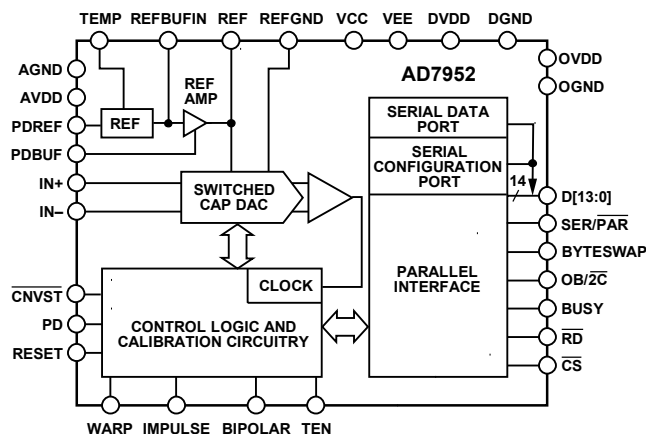 TEMP REFBUFIN REF REFGND VCC VEE DVDD DGND
AGND
AVDD
PDREF
PDBUF
IN+
IN–
CNVST
PD
RESET
REF
REF
AMP
SWITCHED
CAP DAC
CLOCK
CONTROL LOGIC AND
CALIBRATION CIRCUITRY
AD7952
SERIAL DATA
PORT
SERIAL
CONFIGURATION
PORT
14
PARALLEL
INTERFACE
OVDD
OGND
D[13:0]
SER/PAR
BYTESWAP
OB/2C
BUSY
RD
CS
WARP IMPULSE BIPOLAR TEN